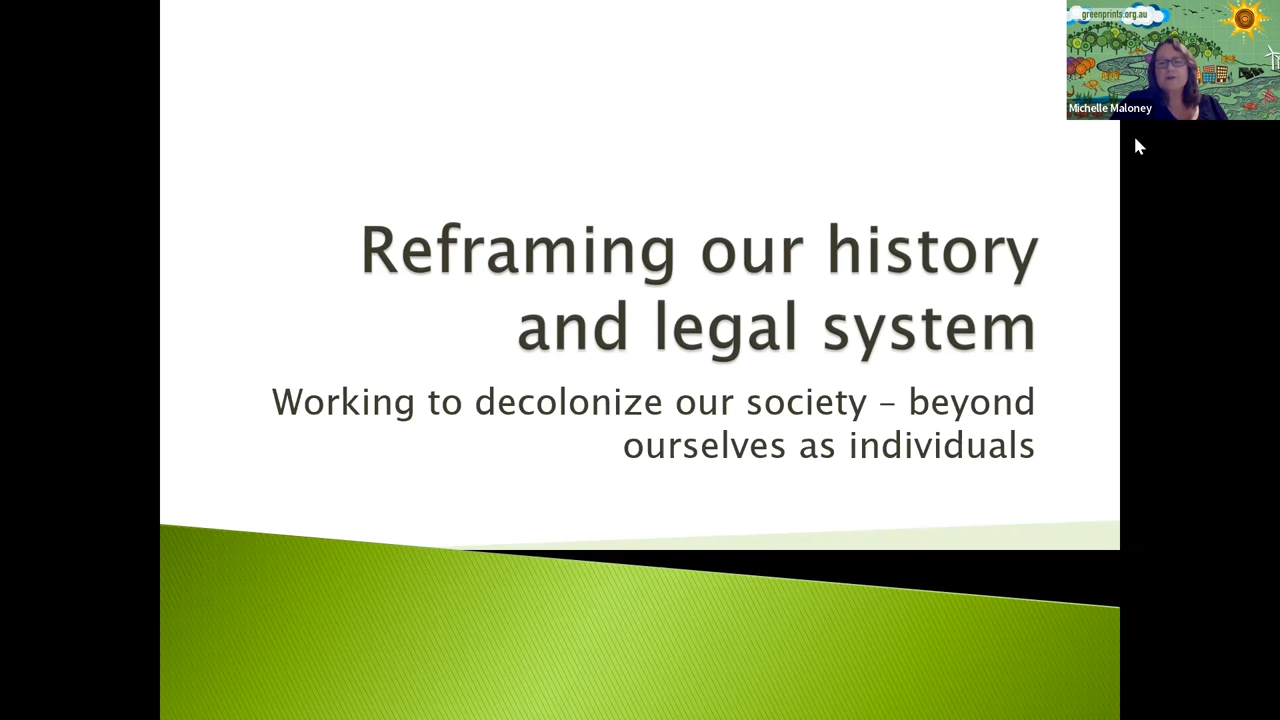 greenprints.org.au
Michelle Maloney
Reframing our history
and legal system
Working to decolonize our society – beyond
ourselves as individuals